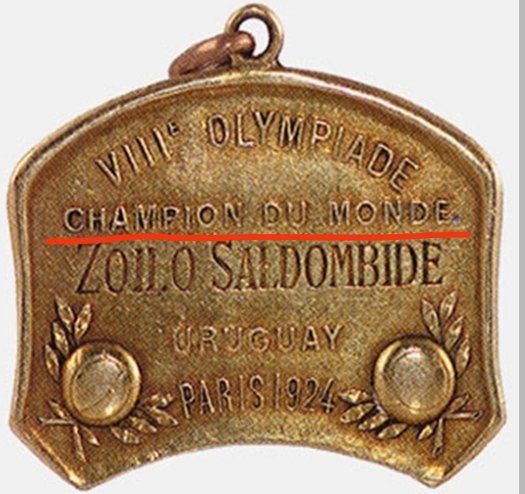 VIIIE OLYMPIADE
CHAMPION DU MONDE
ZOILO SALDOMBIDE
URUGUAY
PARIS 1924